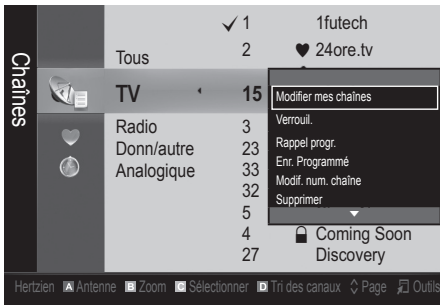 Chaînes
✓ 1 1futech
Tous 2 ♥ 24ore.tv
TV 15
Radio 3
Donn/autre 23
Analogique 33
32
5
4 Coming Soon
27 Discovery
Modifier mes chaînes
Verrouil.
Rappel progr.
Enr. Programmé
Modif. num. chaîne
Supprimer
Hertzien A Antenne B Zoom C Sélectionner D Tri des canaux Page Outils